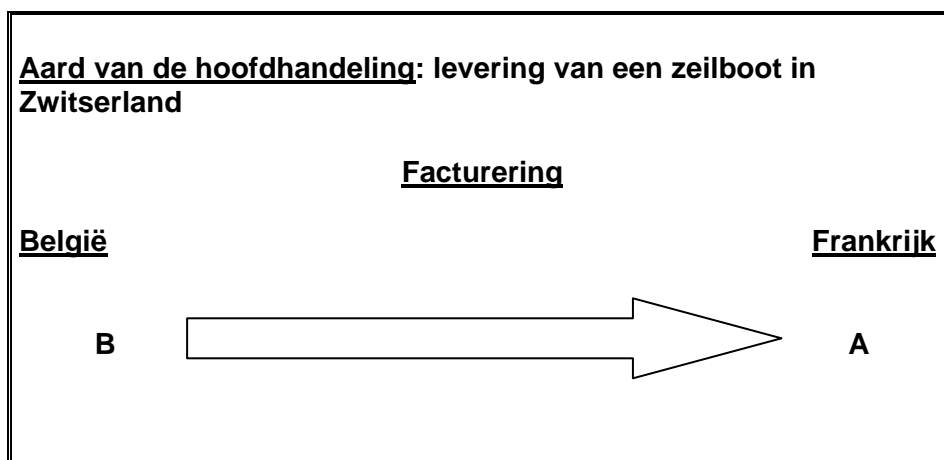 Aard van de hoofdhandeling: levering van een zeilboot in
Zwitserland
Facturering
België Frankrijk
B A